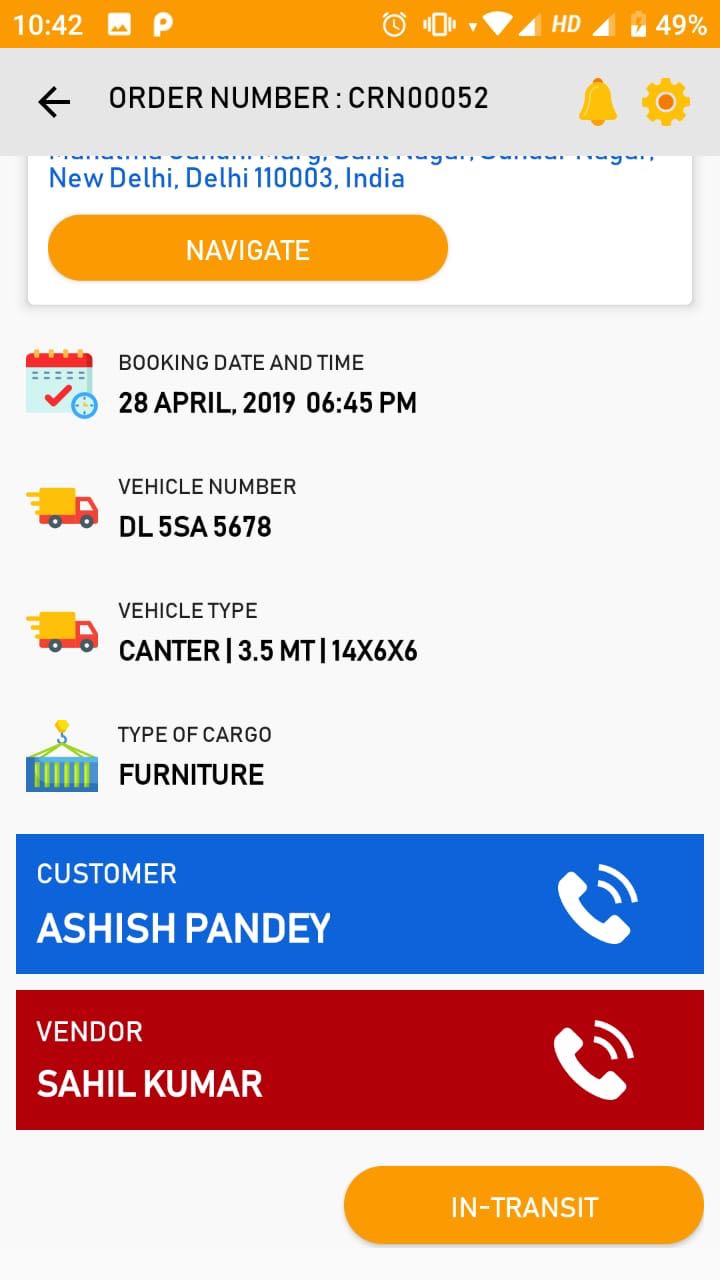 10:42
HD
49%
ORDER NUMBER : CRN00052
New Delhi, Delhi 110003, India
NAVIGATE
BOOKING DATE AND TIME
28 APRIL, 2019 06:45 PM
VEHICLE NUMBER
DL 5SA 5678
VEHICLE TYPE
CANTER | 3.5 MT | 14X6X6
TYPE OF CARGO
FURNITURE
CUSTOMER
ASHISH PANDEY
VENDOR
SAHIL KUMAR
IN-TRANSIT